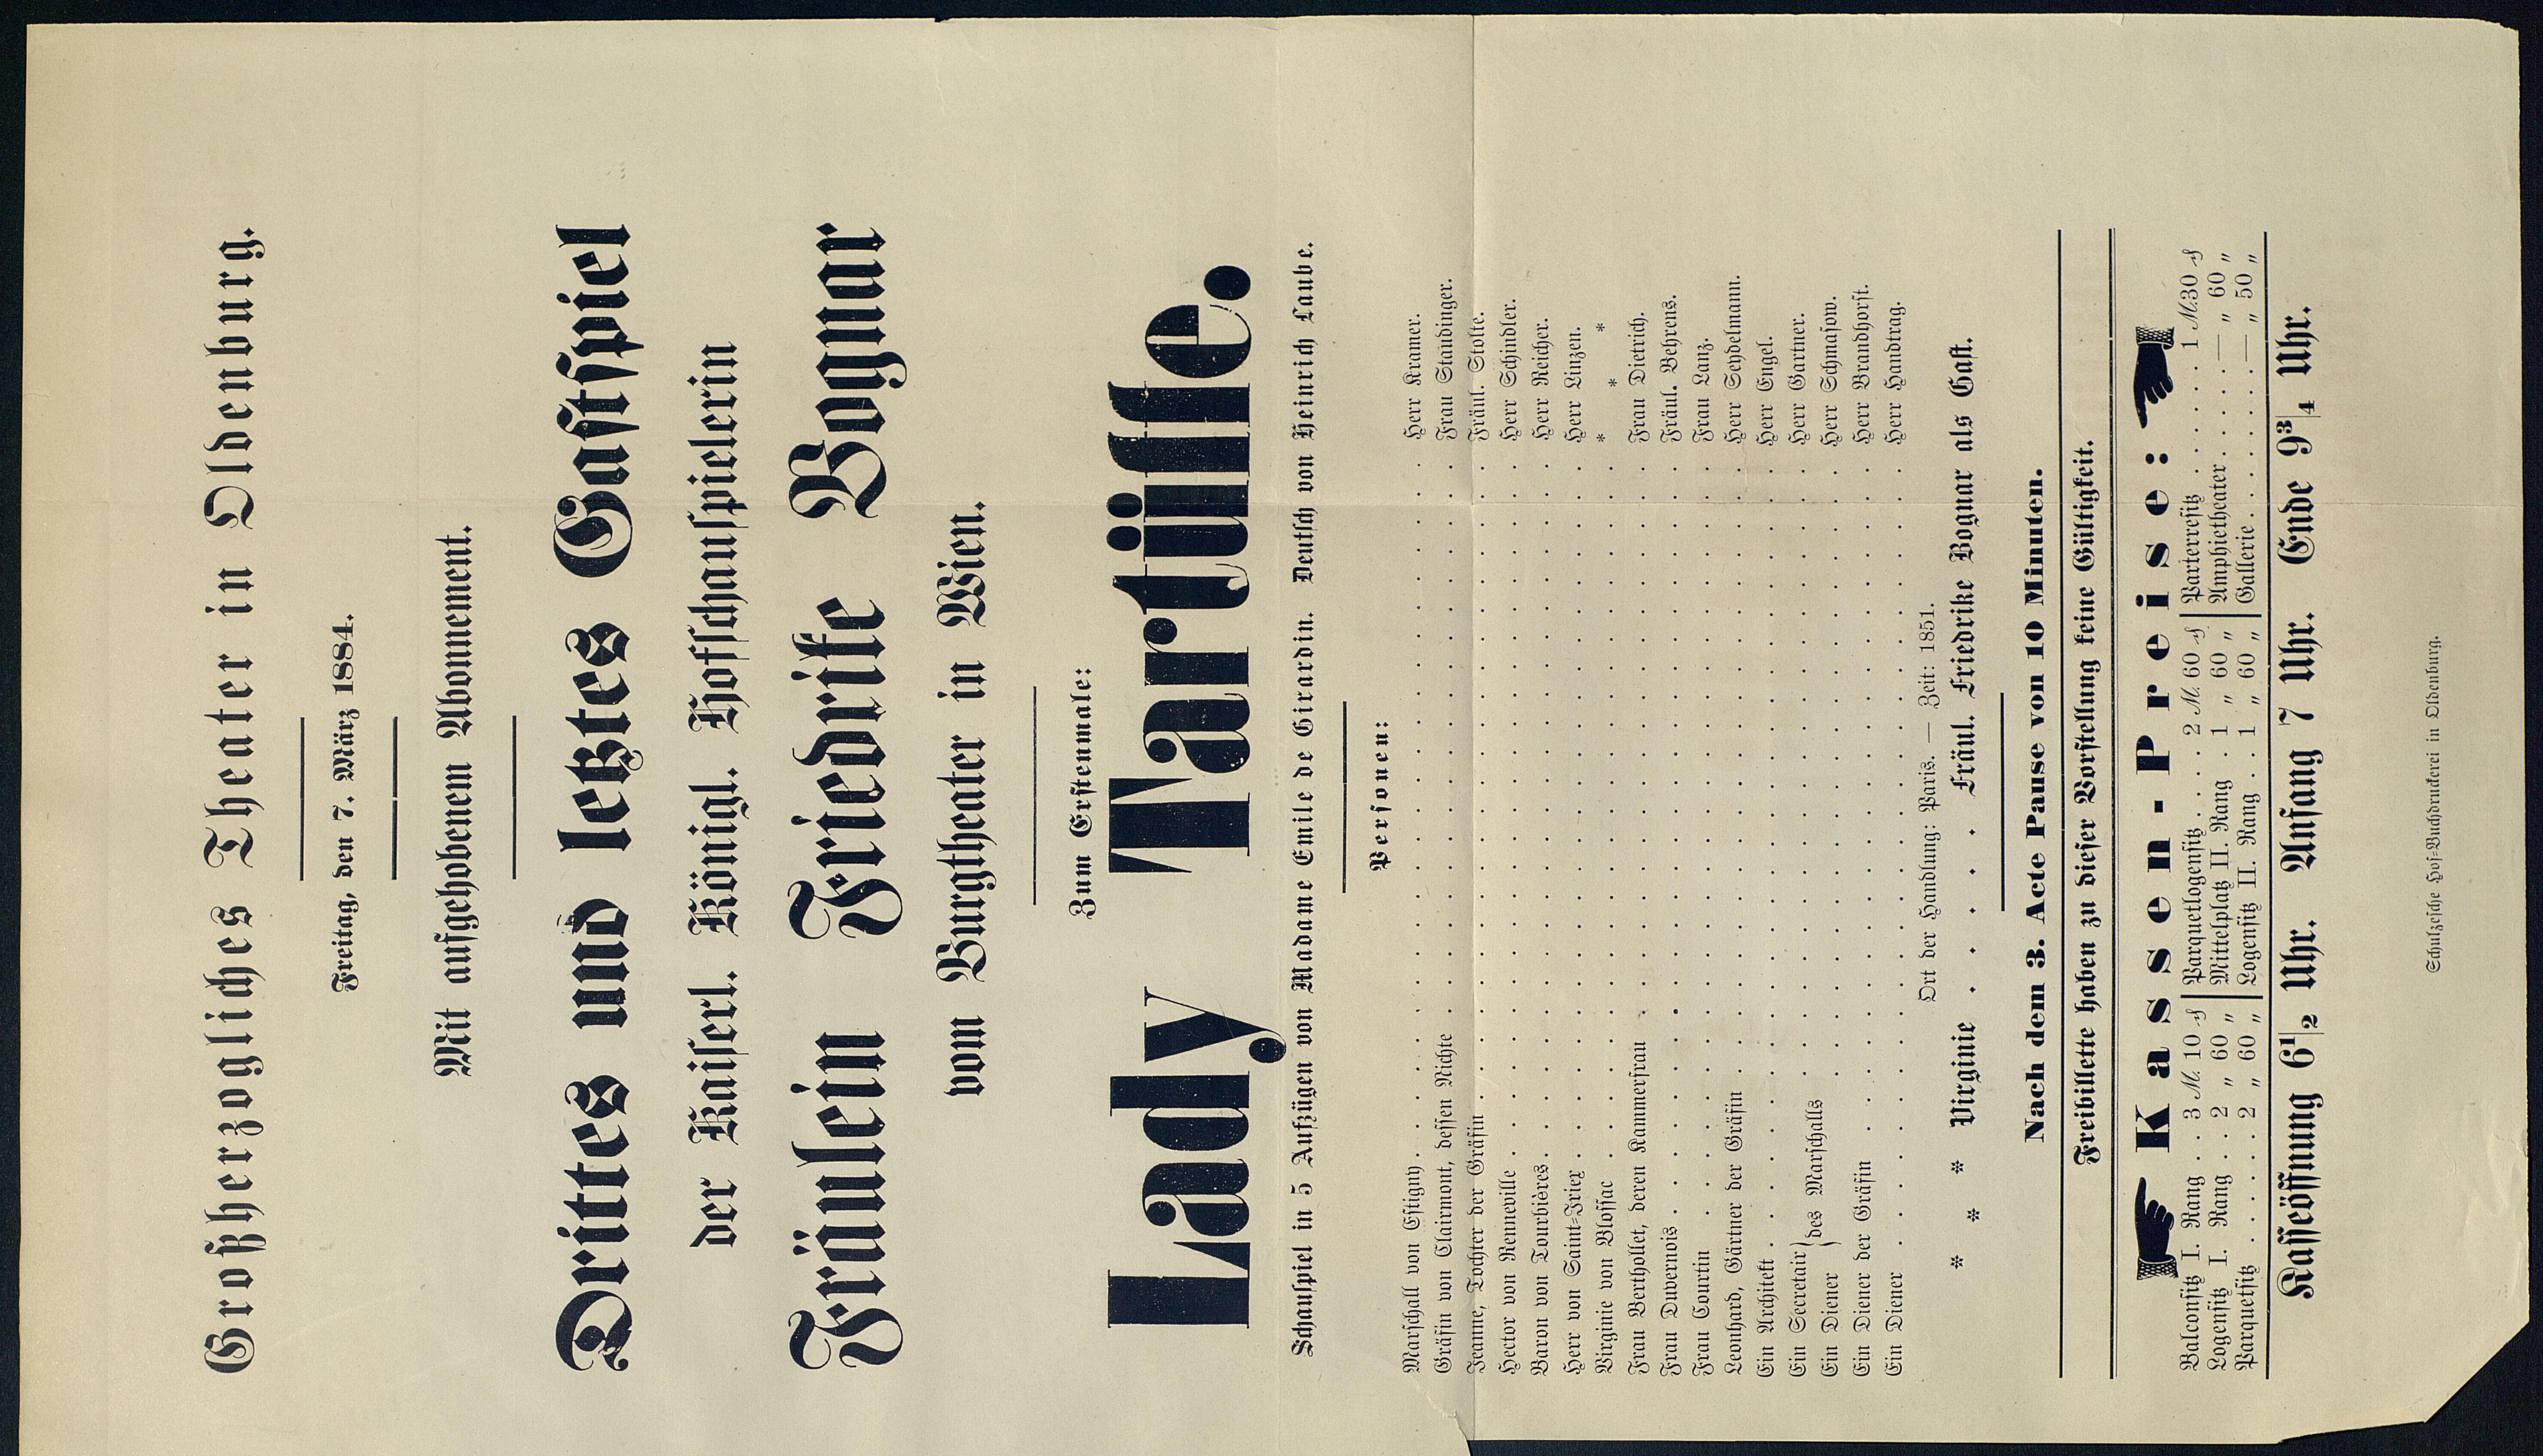 Großherzogliches Theater in Oldenburg.
Freitag, den 7. März 1884.
Mit aufgehobenem Abonnement.
Drittes und letztes Gastspiel
der Kaiserl. Königl. Hofschauspielerin
Fräulein Friedrike Bognar
vom Burgtheater in Wien.
Zum Erstenmale:
Lady Tartüffe.
Schauspiel in 5 Aufzügen von Madame Emile de Girardin. Deutsch von Heinrich Laube.
Personen:
Marschall von Estigny . . . . Herr Kramer.
Gräfin von Clairmont, dessen Nichte . . . . Frau Staudinger.
Jeanne, Tochter der Gräfin . . . . Fräul. Stolte.
Hector von Renneville . . . . Herr Schindler.
Baron von Tourbières . . . . Herr Reicher.
Herr von Saint-Irier . . . . Herr Linzen.
Virginie von Blossac . . . . * * *
Frau Berthollet, deren Kammerfrau . . . . Frau Dietrich.
Frau Duvernois . . . . Fräul. Behrens.
Frau Courtin . . . . Frau Lanz.
Leonhard, Gärtner der Gräfin . . . . Herr Seydelmann.
Ein Architekt . . . . Herr Engel.
Ein Secretair } des Marschalls . . . . Herr Gartner.
Ein Diener } . . . . Herr Schmasow.
Ein Diener der Gräfin . . . . Herr Brandhorst.
Ein Diener . . . . Herr Handtrag.
Ort der Handlung: Paris. — Zeit: 1851.
* * * Virginie . . . . Fräul. Friedrike Bognar als Gast.
Nach dem 3. Acte Pause von 10 Minuten.
Freibillette haben zu dieser Vorstellung keine Gültigkeit.
Kassen-Preise:
Balconsitz I. Rang . . 3 M. 10 ₰ | Parquetlogensitz . . . . 2 M. 60 ₰ | Parterresitz . . . . 1 M. 30 ₰
Logensitz I. Rang . . 2 „ 60 „ | Mittelplatz II. Rang . . 1 „ 60 „ | Amphietheater . . . . — „ 60 „
Parquetsitz . . . . 2 „ 60 „ | Logensitz II. Rang . . 1 „ 60 „ | Gallerie . . . . — „ 50 „
Kasseöffnung 6 1/2 Uhr. Anfang 7 Uhr. Ende 9 3/4 Uhr.
Schulzesche Hof-Buchdruckerei in Oldenburg.